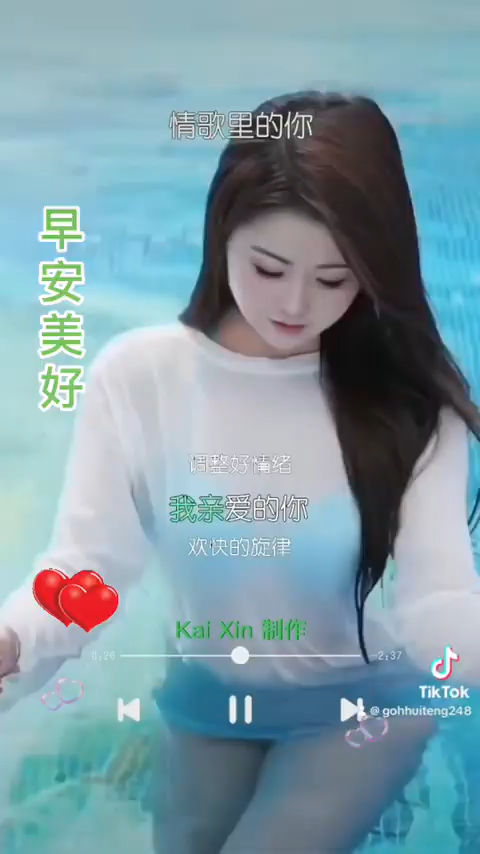 情歌里的你
早安美好
调整好情绪
我亲爱的你
欢快的旋律
Kai Xin 制作
0:26
-2:37
TikTok
@gohhuiteng248